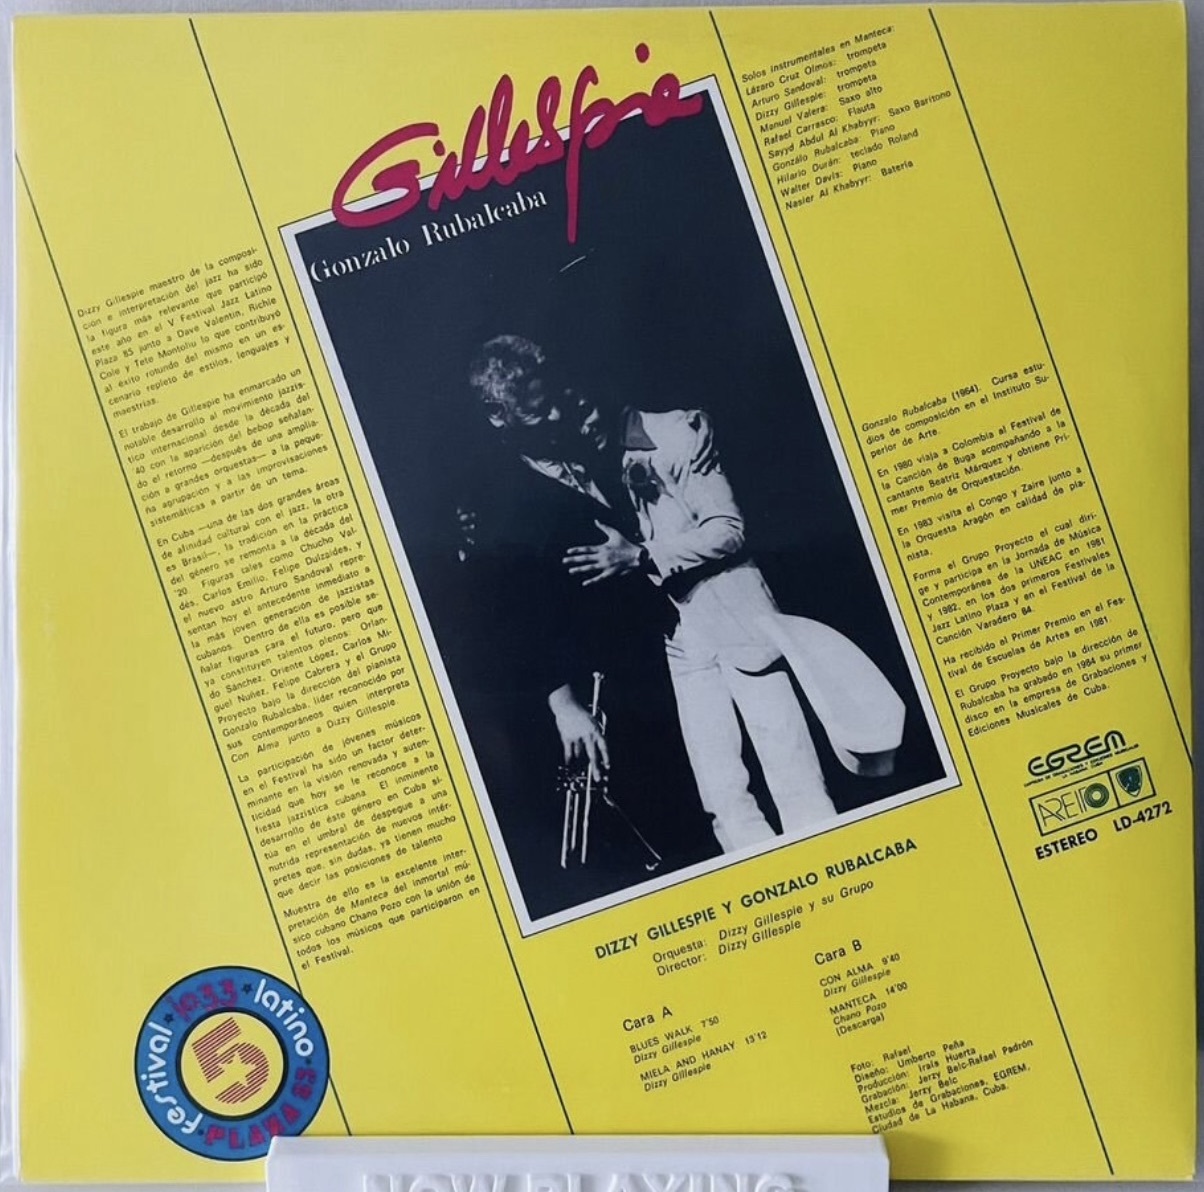 Gillespie
Gonzalo Rubalcaba
Dizzy Gillespie maestro de la composi-
ción e interpretación del jazz ha sido
la figura más relevante que participó
este año en el V Festival Jazz Latino
Plaza 85 junto a Dave Valentin, Richie
Cole y Tete Montoliu lo que contribuyó
al éxito rotundo del mismo en un es-
cenario repleto de estilos, lenguajes y
maestrías.
El trabajo de Gillespie ha enmarcado un
notable desarrollo al movimiento jazzís-
tico internacional desde la década del
'40 con la aparición del bebop señalan-
do el retorno —después de una amplia-
ción a grandes orquestas— a la peque-
ña agrupación y a las improvisaciones
sistemáticas a partir de un tema.
En Cuba —una de las dos grandes áreas
de afinidad cultural con el jazz, la otra
es Brasil—, la tradición en la práctica
del género se remonta a la década del
'20. Figuras tales como Chucho Val-
dés, Carlos Emilio, Felipe Dulzaides, y
el nuevo astro Arturo Sandoval repre-
sentan hoy el antecedente inmediato a
la más joven generación de jazzistas
cubanos. Dentro de ella es posible se-
ñalar figuras para el futuro, pero que
ya constituyen talentos plenos: Orlan-
do Sánchez, Oriente López, Carlos Mi-
guel Nuñez, Felipe Cabrera y el Grupo
Proyecto bajo la dirección del pianista
Gonzalo Rubalcaba, líder reconocido por
sus contemporáneos quien interpreta
Con Alma junto a Dizzy Gillespie.
La participación de jóvenes músicos
en el Festival ha sido un factor deter-
minante en la visión renovada y auten-
ticidad que hoy se le reconoce a la
fiesta jazzística cubana. El inminente
desarrollo de éste género en Cuba si-
túa en el umbral de despegue a una
nutrida representación de nuevos intér-
pretes que, sin dudas, ya tienen mucho
que decir las posiciones de talento
Muestra de ello es la excelente inter-
pretación de Manteca del inmortal mú-
sico cubano Chano Pozo con la unión de
todos los músicos que participaron en
el Festival.
Solos instrumentales en Manteca:
Lázaro Cruz Olmos: trompeta
Arturo Sandoval: trompeta
Dizzy Gillespie: trompeta
Manuel Valera: Saxo alto
Rafael Carrasco: Flauta
Sayyd Abdul Al Khabyyr: Saxo Baritono
Gonzálo Rubalcaba: Piano
Hilario Durán: teclado Roland
Walter Davis: Piano
Nasier Al Khabyyr: Batería
Gonzalo Rubalcaba (1964). Cursa estu-
dios de composición en el Instituto Su-
perior de Arte.
En 1980 viaja a Colombia al Festival de
la Canción de Buga acompañando a la
cantante Beatriz Márquez y obtiene Pri-
mer Premio de Orquestación.
En 1983 visita el Congo y Zaire junto a
la Orquesta Aragón en calidad de pia-
nista.
Forma el Grupo Proyecto el cual diri-
ge y participa en la Jornada de Música
Contemporánea de la UNEAC en 1981
y 1982, en los dos primeros Festivales
Jazz Latino Plaza y en el Festival de la
Canción Varadero 84.
Ha recibido el Primer Premio en el Fes-
tival de Escuelas de Artes en 1981.
El Grupo Proyecto bajo la dirección de
Rubalcaba ha grabado en 1984 su primer
disco en la empresa de Grabaciones y
Ediciones Musicales de Cuba.
EGREM
AREITO
ESTEREO LD-4272
DIZZY GILLESPIE Y GONZALO RUBALCABA
Orquesta: Dizzy Gillespie y su Grupo
Director: Dizzy Gillespie
Cara A
BLUES WALK 7'50
Dizzy Gillespie
MIELA AND HANAY 13'12
Dizzy Gillespie
Cara B
CON ALMA 9'40
Dizzy Gillespie
MANTECA 14'00
Chano Pozo
(Descarga)
Foto: Rafael
Diseño: Umberto Peña
Producción: Irais Huerta
Grabación: Jerzy Belc-Rafael Padrón
Mezcla: Jerzy Belc
Estudios de Grabaciones, EGREM,
Ciudad de La Habana, Cuba.
festival jazz latino
PLAZA 85
5
NOW PLAYING